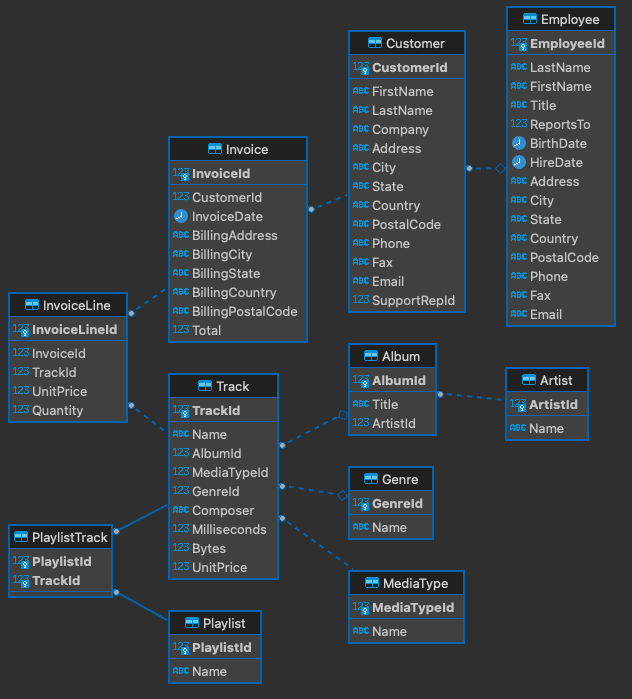 Employee
123 EmployeeId
ABC LastName
ABC FirstName
ABC Title
123 ReportsTo
BirthDate
HireDate
ABC Address
ABC City
ABC State
ABC Country
ABC PostalCode
ABC Phone
ABC Fax
ABC Email
Customer
123 CustomerId
ABC FirstName
ABC LastName
ABC Company
ABC Address
ABC City
ABC State
ABC Country
ABC PostalCode
ABC Phone
ABC Fax
ABC Email
123 SupportRepId
Invoice
123 InvoiceId
123 CustomerId
InvoiceDate
ABC BillingAddress
ABC BillingCity
ABC BillingState
ABC BillingCountry
ABC BillingPostalCode
123 Total
InvoiceLine
123 InvoiceLineId
123 InvoiceId
123 TrackId
123 UnitPrice
123 Quantity
Track
123 TrackId
ABC Name
123 AlbumId
123 MediaTypeId
123 GenreId
ABC Composer
123 Milliseconds
123 Bytes
123 UnitPrice
Album
123 AlbumId
ABC Title
123 ArtistId
Artist
123 ArtistId
ABC Name
Genre
123 GenreId
ABC Name
PlaylistTrack
123 PlaylistId
123 TrackId
MediaType
123 MediaTypeId
ABC Name
Playlist
123 PlaylistId
ABC Name